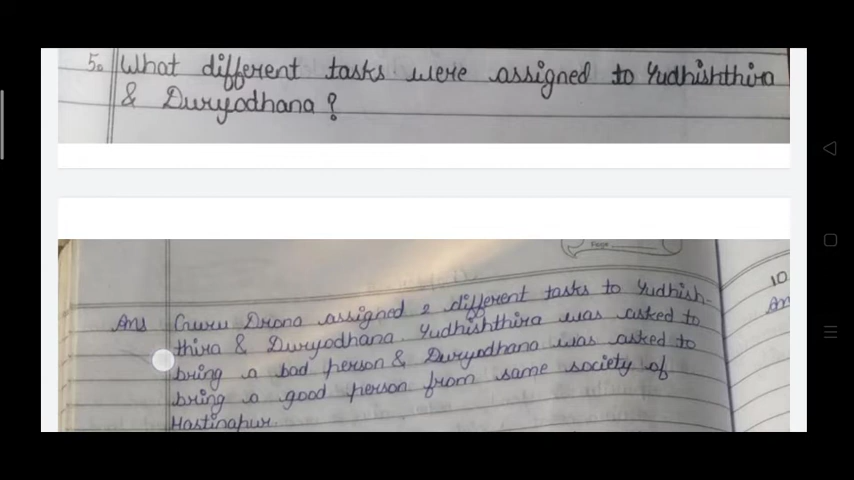 5. What different tasks were assigned to Yudhishthira
& Duryodhana?
Page
10
Ans Guru Drona assigned 2 different tasks to Yudhish-
An
thira & Duryodhana. Yudhishthira was asked to
bring a bad person & Duryodhana was asked to
bring a good person from same society of
Hastinapur.